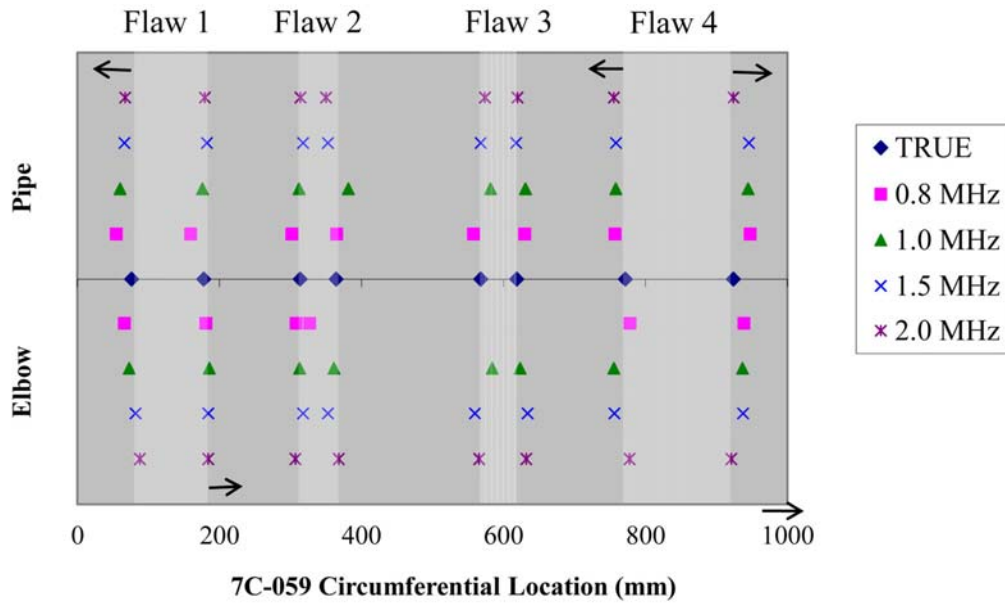 Flaw 1 Flaw 2 Flaw 3 Flaw 4
Pipe
Elbow
TRUE
0.8 MHz
1.0 MHz
1.5 MHz
2.0 MHz
0 200 400 600 800 1000
7C-059 Circumferential Location (mm)